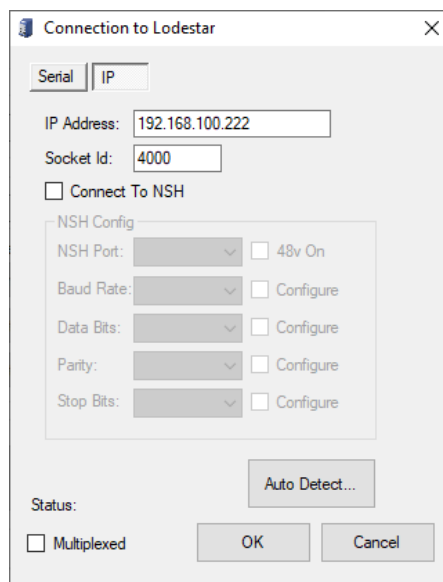 Connection to Lodestar
Serial IP
IP Address: 192.168.100.222
Socket Id: 4000
Connect To NSH
NSH Config
NSH Port: 48v On
Baud Rate: Configure
Data Bits: Configure
Parity: Configure
Stop Bits: Configure
Auto Detect...
Status:
Multiplexed OK Cancel